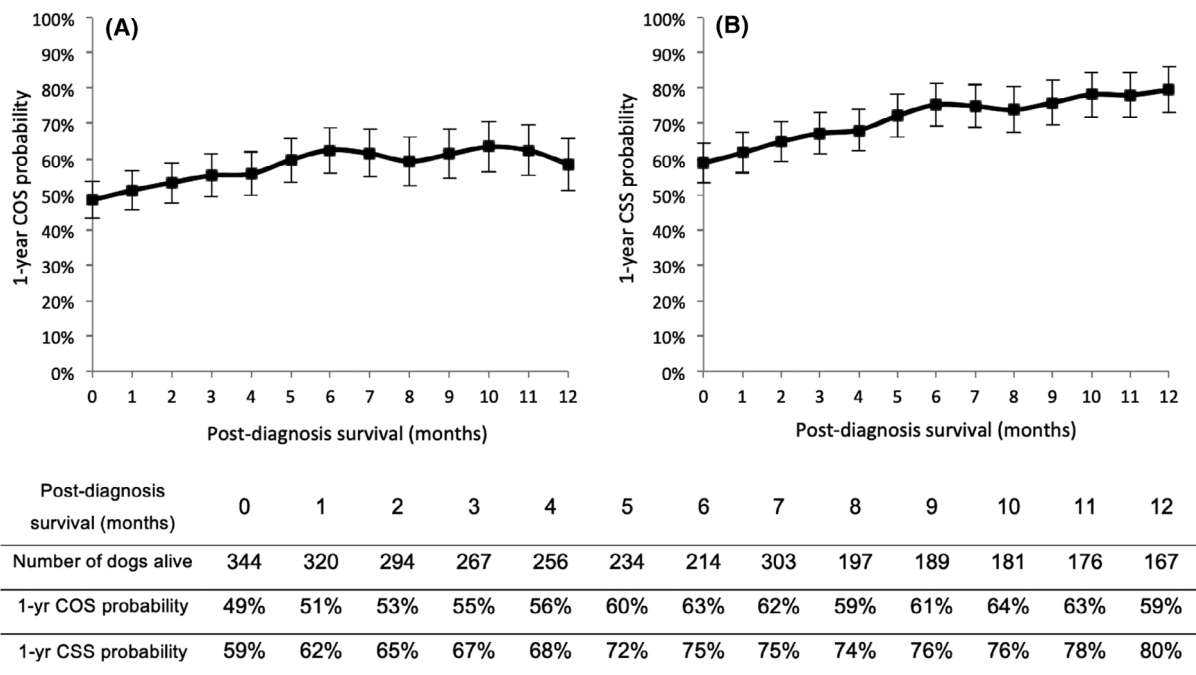 (A)
100%
90%
80%
70%
60%
50%
40%
30%
20%
10%
0%
1-year COS probability
0 1 2 3 4 5 6 7 8 9 10 11 12
Post-diagnosis survival (months)
(B)
100%
90%
80%
70%
60%
50%
40%
30%
20%
10%
0%
1-year CSS probability
0 1 2 3 4 5 6 7 8 9 10 11 12
Post-diagnosis survival (months)
Post-diagnosis
survival (months) 0 1 2 3 4 5 6 7 8 9 10 11 12
Number of dogs alive 344 320 294 267 256 234 214 303 197 189 181 176 167
1-yr COS probability 49% 51% 53% 55% 56% 60% 63% 62% 59% 61% 64% 63% 59%
1-yr CSS probability 59% 62% 65% 67% 68% 72% 75% 75% 74% 76% 76% 78% 80%